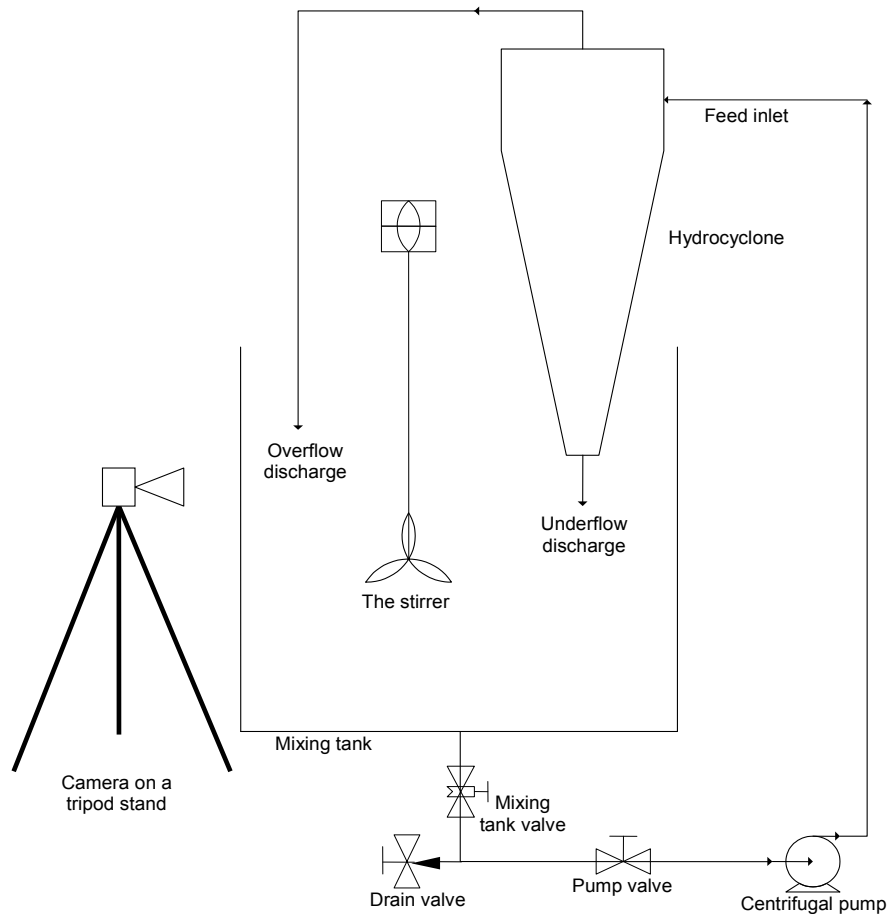 Feed inlet
Hydrocyclone
Overflow
discharge
Underflow
discharge
The stirrer
Mixing tank
Camera on a
tripod stand
Mixing
tank valve
Drain valve
Pump valve
Centrifugal pump